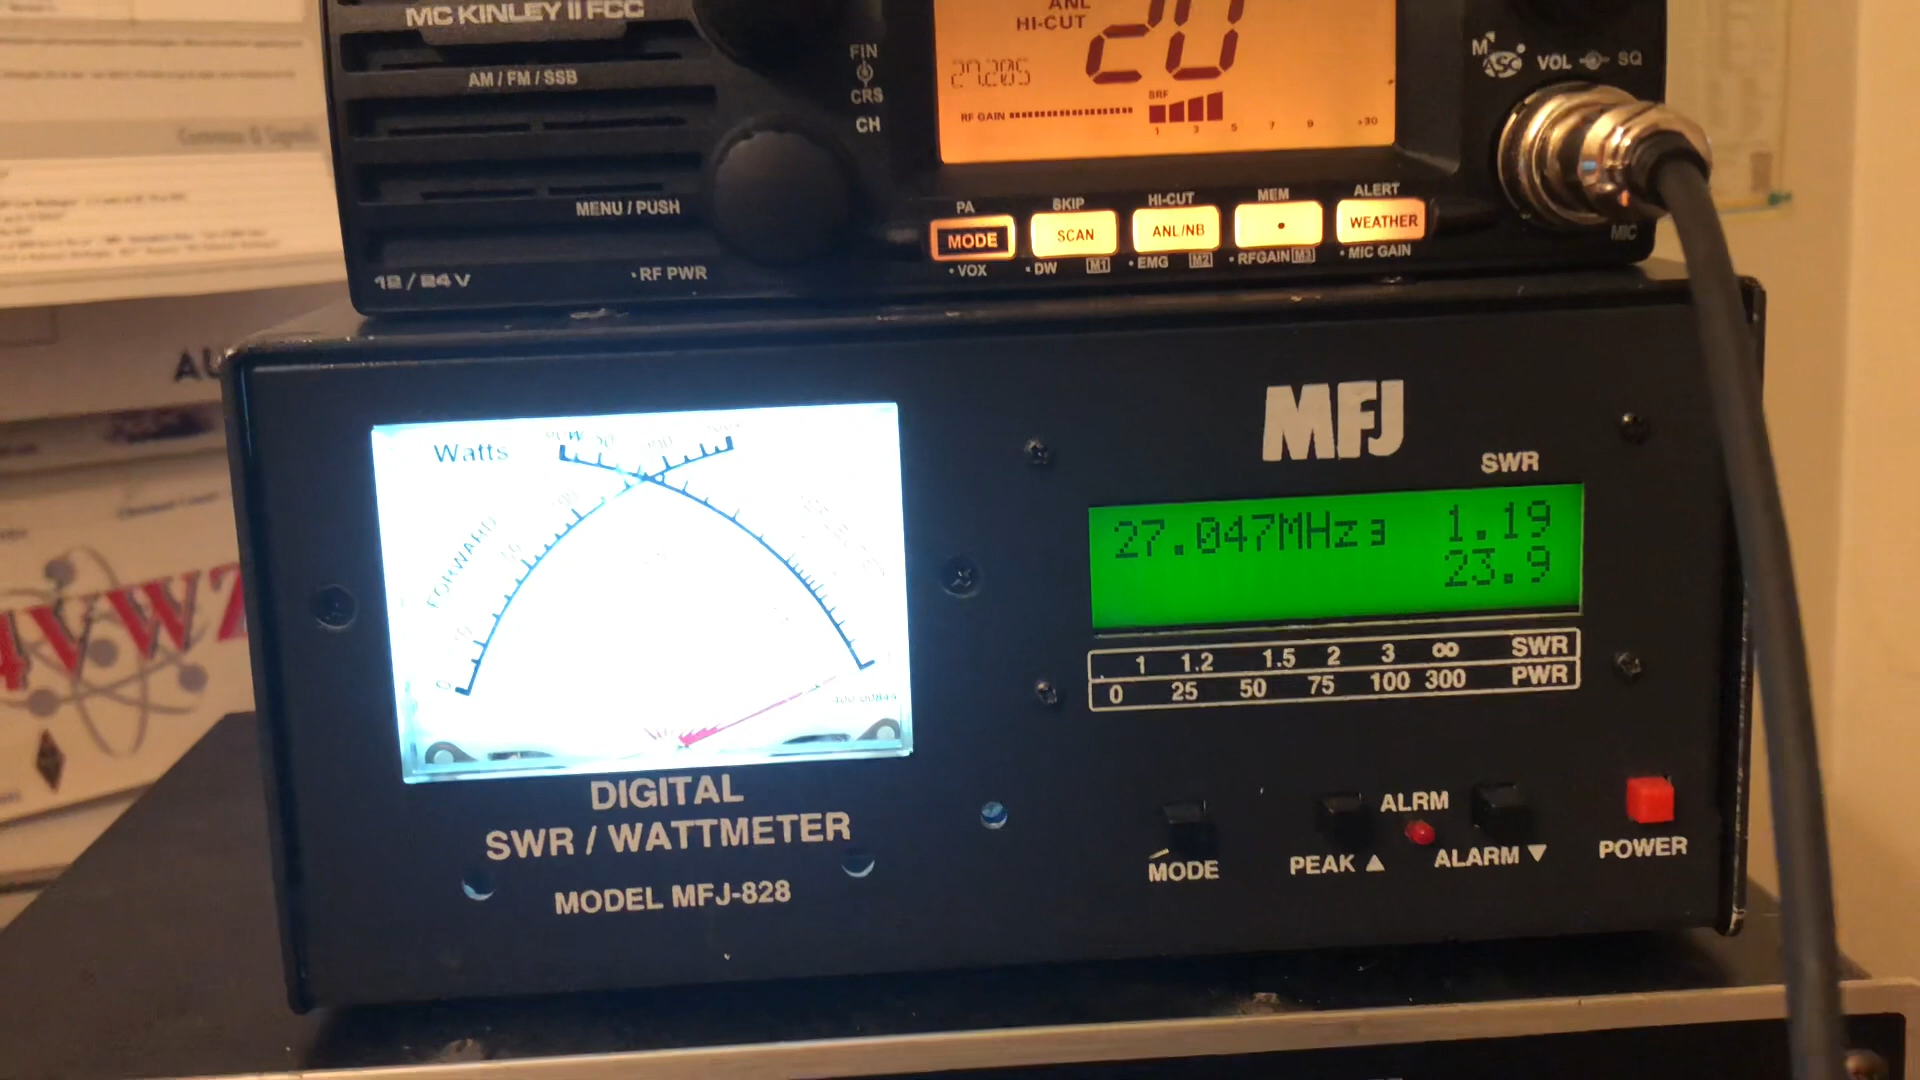 MC KINLEY II FCC
AM / FM / SSB
FIN
CRS
CH
MENU / PUSH
12 / 24 V
• RF PWR
ANL
HI-CUT
20
27.205
RF GAIN
SRF
1 3 5 7 9 +30
M
ASC
VOL SQ
MIC
PA SKIP HI-CUT MEM ALERT
MODE SCAN ANL/NB • WEATHER
• VOX • DW M1 • EMG M2 • RFGAIN M3 • MIC GAIN
AU
4VWZ
Watts
FORWARD
0
MFJ
SWR
27.047MHz 1.19
23.9
1 1.2 1.5 2 3 ∞ SWR
0 25 50 75 100 300 PWR
DIGITAL
SWR / WATTMETER
MODEL MFJ-828
MODE
PEAK ▲
ALRM
ALARM ▼
POWER